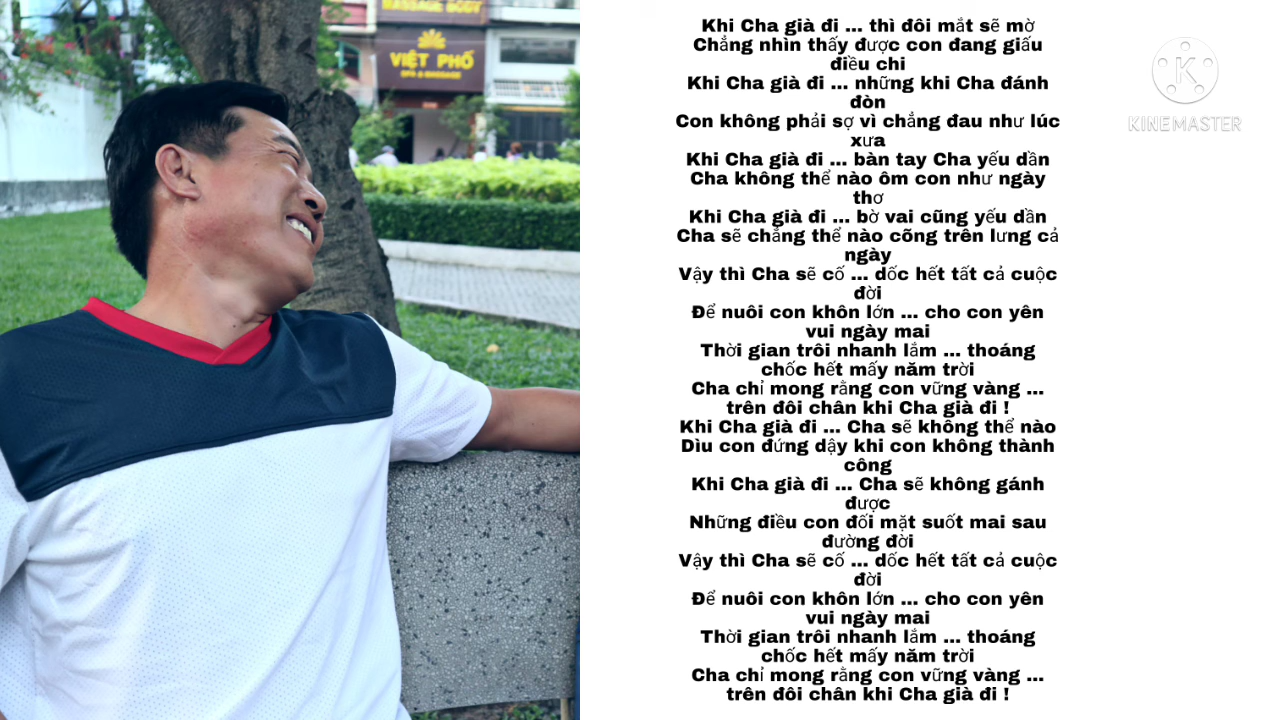 MASSAGE BODY
VIỆT PHỐ
SPA & MASSAGE
Khi Cha già đi ... thì đôi mắt sẽ mờ
Chẳng nhìn thấy được con đang giấu
điều chi
Khi Cha già đi ... những khi Cha đánh
đòn
Con không phải sợ vì chẳng đau như lúc
xưa
Khi Cha già đi ... bàn tay Cha yếu dần
Cha không thể nào ôm con như ngày
thơ
Khi Cha già đi ... bờ vai cũng yếu dần
Cha sẽ chẳng thể nào cõng trên lưng cả
ngày
Vậy thì Cha sẽ cố ... dốc hết tất cả cuộc
đời
Để nuôi con khôn lớn ... cho con yên
vui ngày mai
Thời gian trôi nhanh lắm ... thoáng
chốc hết mấy năm trời
Cha chỉ mong rằng con vững vàng ...
trên đôi chân khi Cha già đi !
Khi Cha già đi ... Cha sẽ không thể nào
Dìu con đứng dậy khi con không thành
công
Khi Cha già đi ... Cha sẽ không gánh
được
Những điều con đối mặt suốt mai sau
đường đời
Vậy thì Cha sẽ cố ... dốc hết tất cả cuộc
đời
Để nuôi con khôn lớn ... cho con yên
vui ngày mai
Thời gian trôi nhanh lắm ... thoáng
chốc hết mấy năm trời
Cha chỉ mong rằng con vững vàng ...
trên đôi chân khi Cha già đi !
K
KINEMASTER